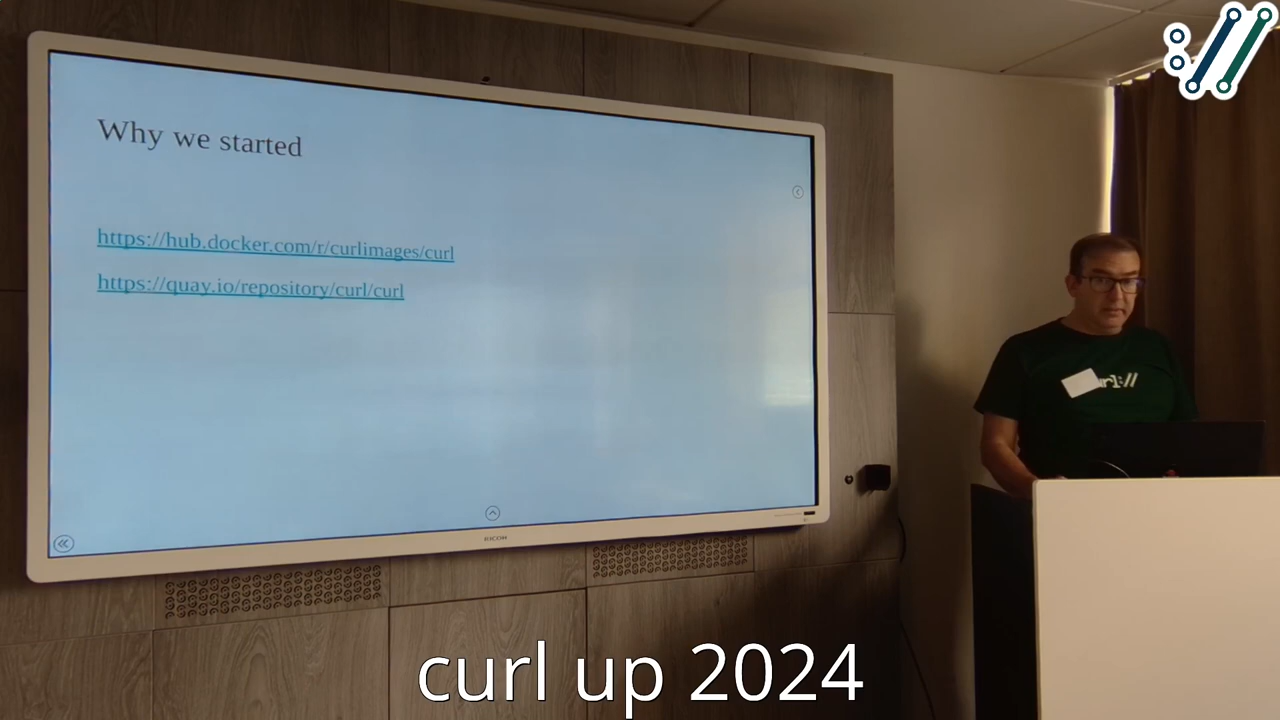 Why we started
https://hub.docker.com/r/curlimages/curl
https://quay.io/repository/curl/curl
RICOH
url://
curl up 2024